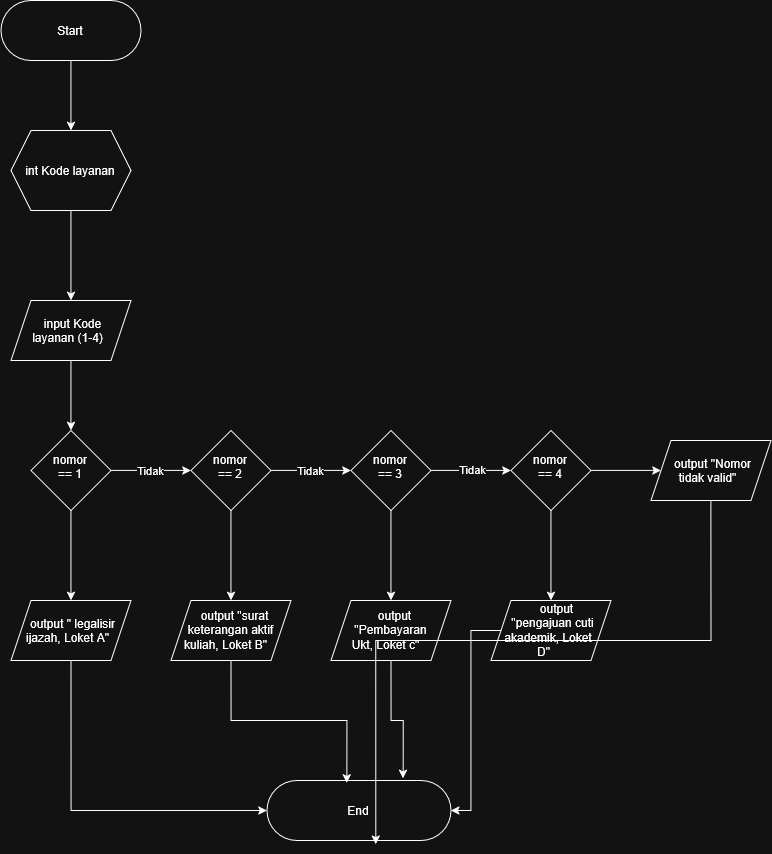 Start
int Kode layanan
input Kode
layanan (1-4)
nomor
== 1
Tidak
nomor
== 2
Tidak
nomor
== 3
Tidak
nomor
== 4
output "Nomor
tidak valid"
output " legalisir
ijazah, Loket A"
output "surat
keterangan aktif
kuliah, Loket B"
output
"Pembayaran
Ukt, Loket c"
output
"pengajuan cuti
akademik, Loket
D"
End